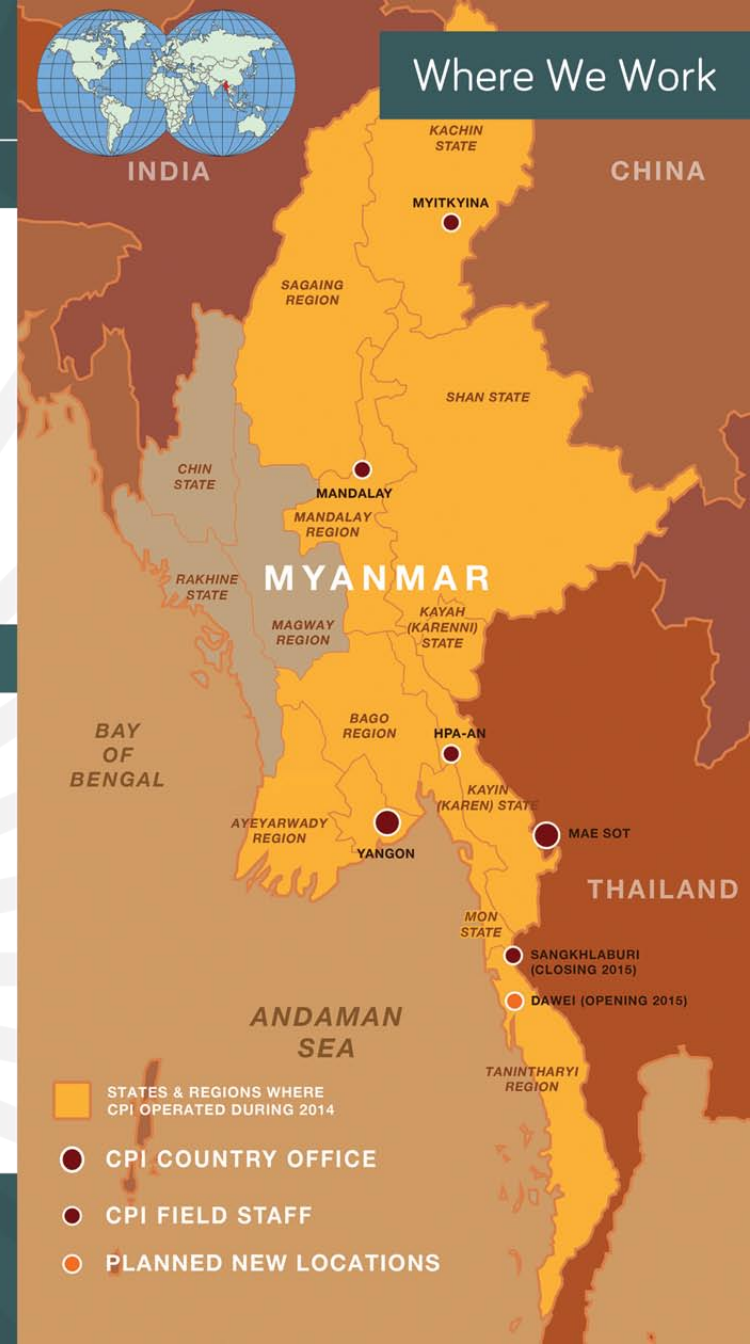 Where We Work
INDIA
CHINA
KACHIN
STATE
MYITKYINA
SAGAING
REGION
SHAN STATE
CHIN
STATE
MANDALAY
MANDALAY
REGION
MYANMAR
RAKHINE
STATE
MAGWAY
REGION
KAYAH
(KARENNI)
STATE
BAY
OF
BENGAL
BAGO
REGION
HPA-AN
KAYIN
(KAREN) STATE
AYEYARWADY
REGION
YANGON
MAE SOT
THAILAND
MON
STATE
SANGKHLABURI
(CLOSING 2015)
DAWEI (OPENING 2015)
ANDAMAN
SEA
TANINTHARYI
REGION
STATES & REGIONS WHERE
CPI OPERATED DURING 2014
CPI COUNTRY OFFICE
CPI FIELD STAFF
PLANNED NEW LOCATIONS